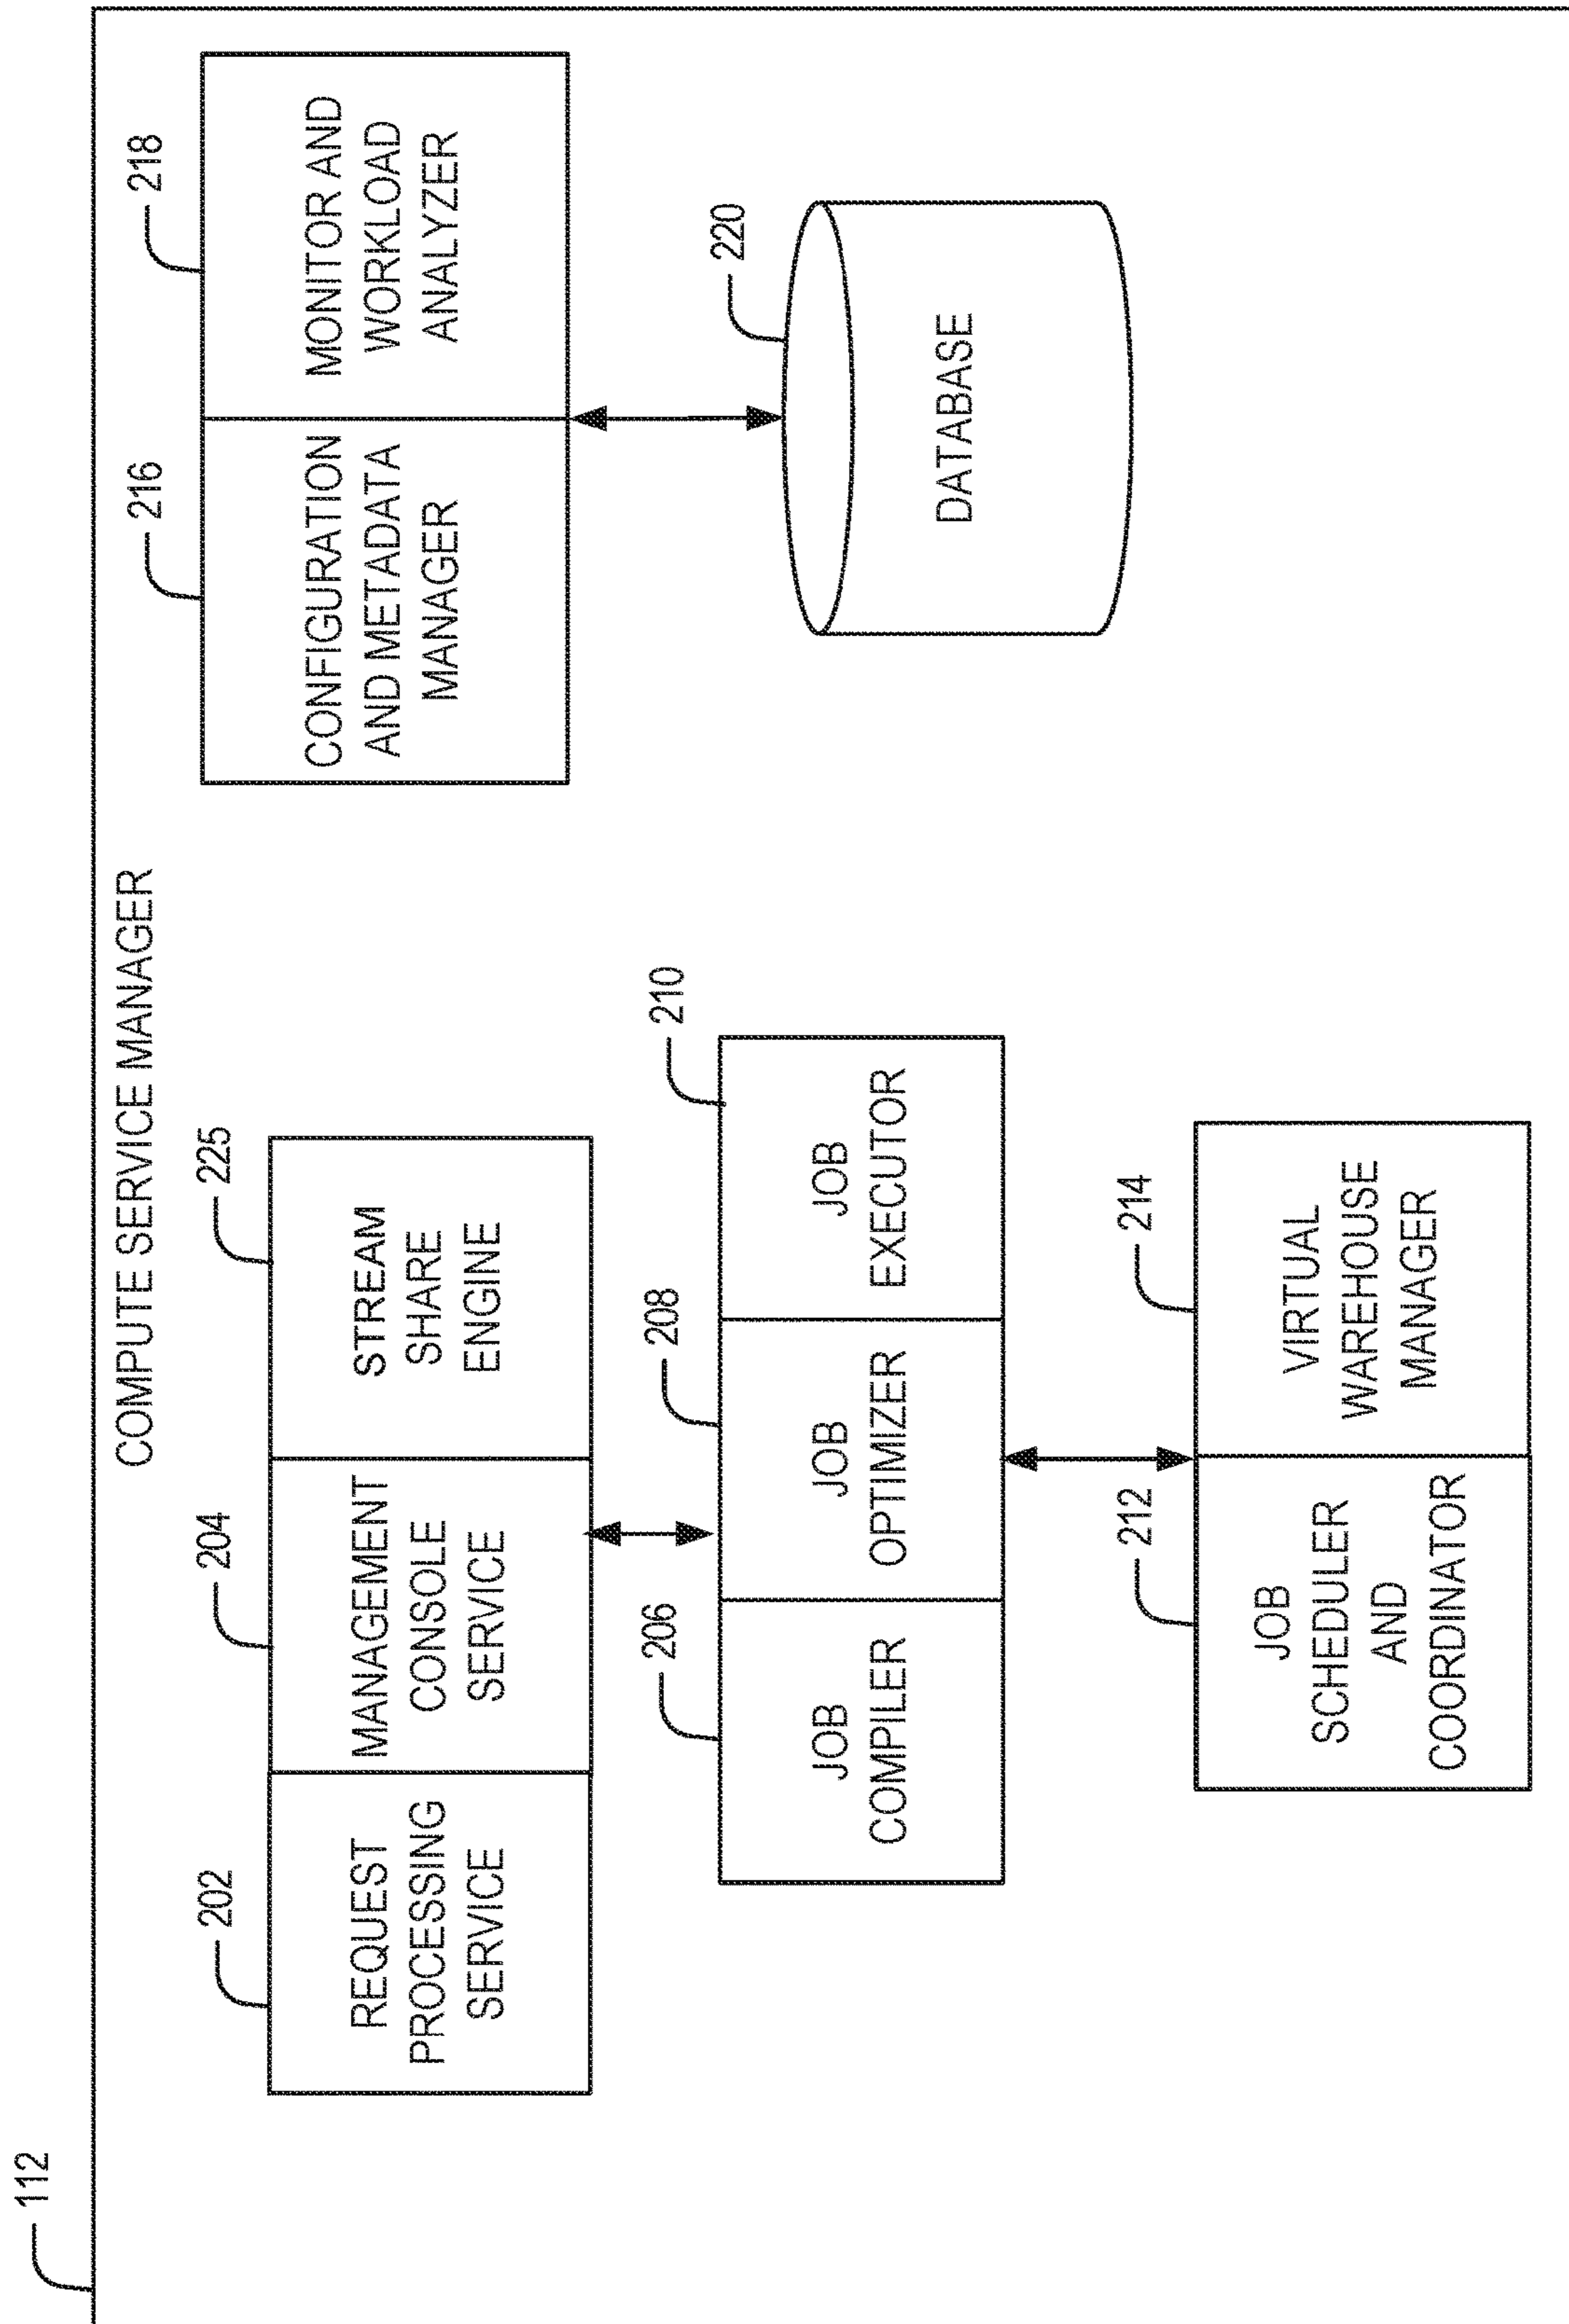 112
COMPUTE SERVICE MANAGER
202
REQUEST
PROCESSING
SERVICE
204
MANAGEMENT
CONSOLE
SERVICE
225
STREAM
SHARE
ENGINE
206
JOB
COMPILER
208
JOB
OPTIMIZER
210
JOB
EXECUTOR
212
JOB
SCHEDULER
AND
COORDINATOR
214
VIRTUAL
WAREHOUSE
MANAGER
216
CONFIGURATION
AND METADATA
MANAGER
218
MONITOR AND
WORKLOAD
ANALYZER
220
DATABASE